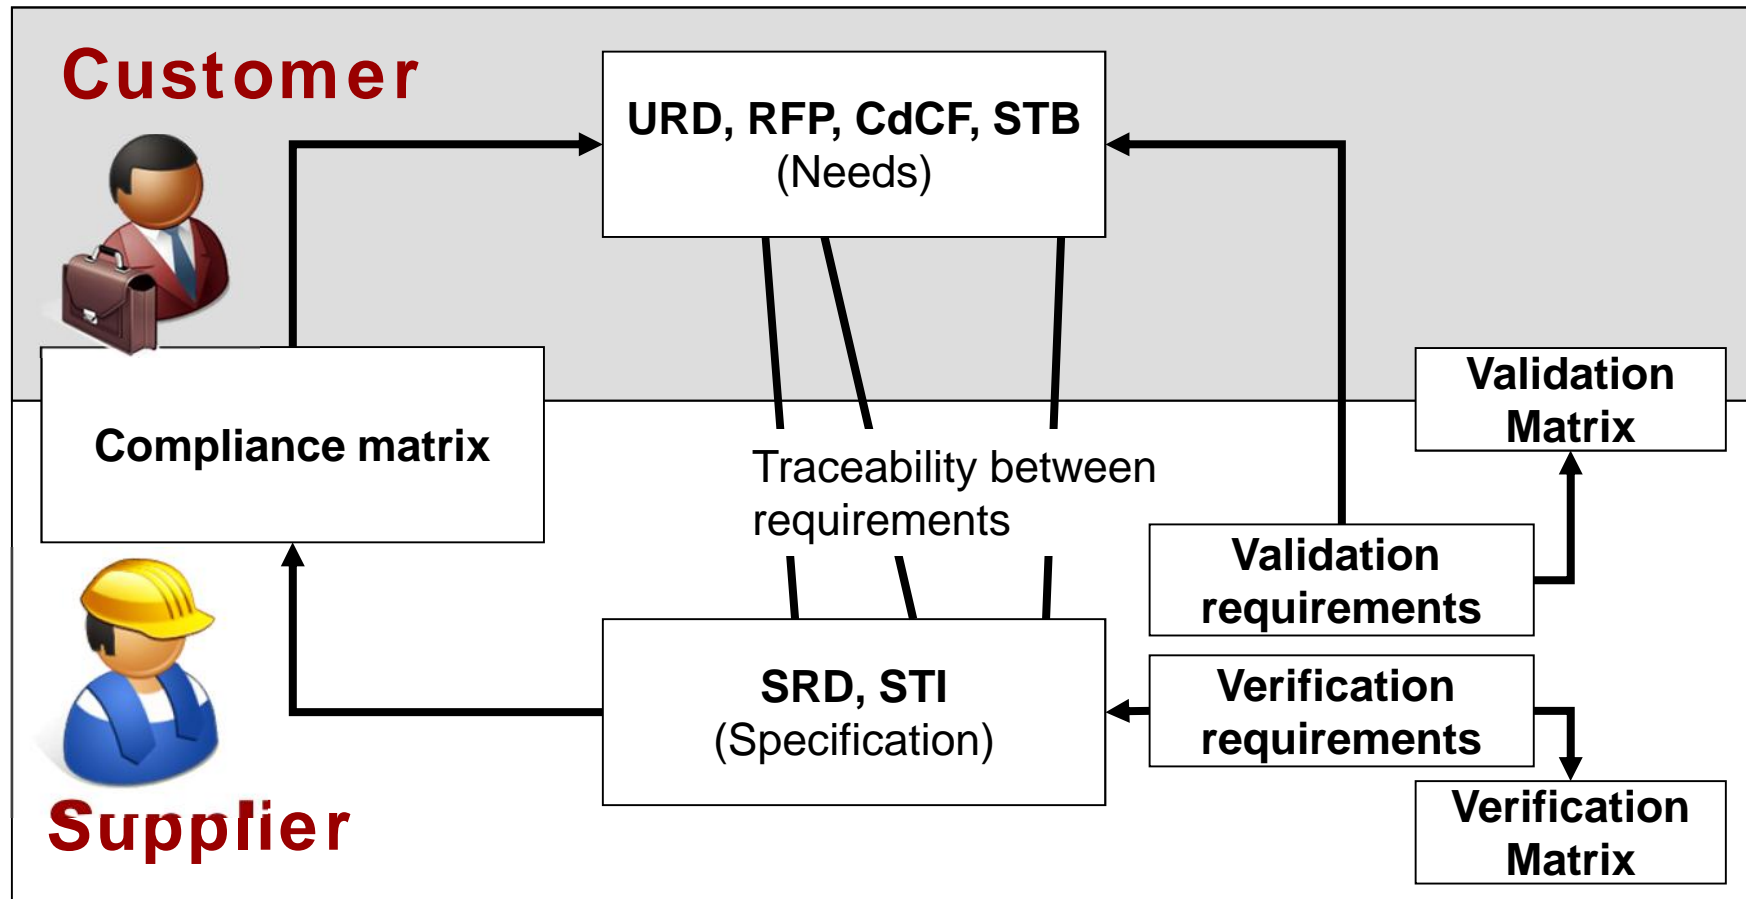 Customer
URD, RFP, CdCF, STB
(Needs)
Compliance matrix
Validation
Matrix
Traceability between
requirements
Validation
requirements
SRD, STI
(Specification)
Verification
requirements
Supplier
Verification
Matrix